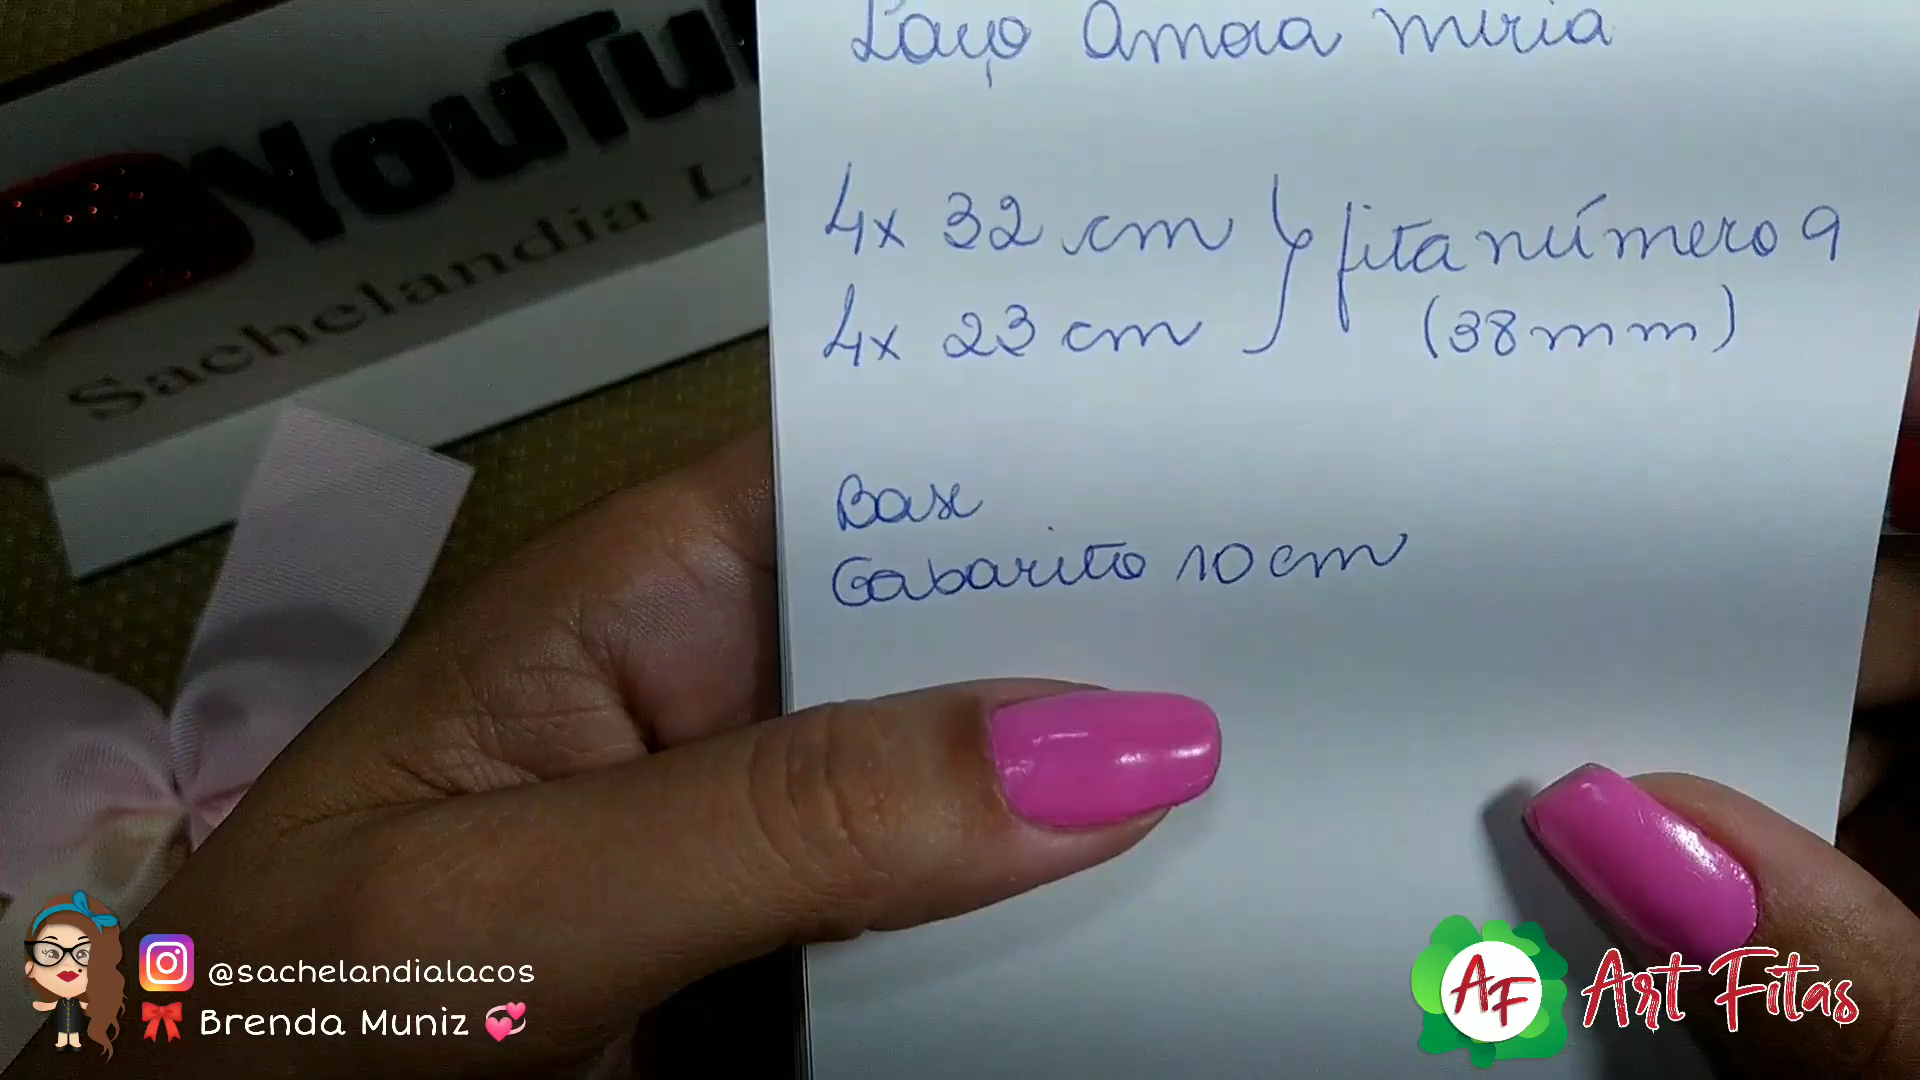 Laço Amora miria
4x 32 cm } fita número 9
4x 23 cm (38mm)
Base
Gabarito 10 cm
YouTu
Sachelandia L
@sachelandialacos
Brenda Muniz
AF Art Fitas